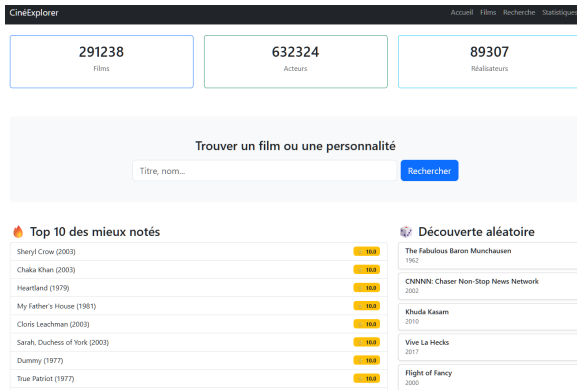 CinéExplorer
Accueil Films Recherche Statistiques
291238
Films
632324
Acteurs
89307
Réalisateurs
Trouver un film ou une personnalité
Titre, nom...
Rechercher
🔥 Top 10 des mieux notés
Sheryl Crow (2003)
10.0
Chaka Khan (2003)
10.0
Heartland (1979)
10.0
My Father's House (1981)
10.0
Cloris Leachman (2003)
10.0
Sarah, Duchess of York (2003)
10.0
Dummy (1977)
10.0
True Patriot (1977)
10.0
🎲 Découverte aléatoire
The Fabulous Baron Munchausen
1962
CNNNN: Chaser Non-Stop News Network
2002
Khuda Kasam
2010
Vive La Hecks
2017
Flight of Fancy
2000